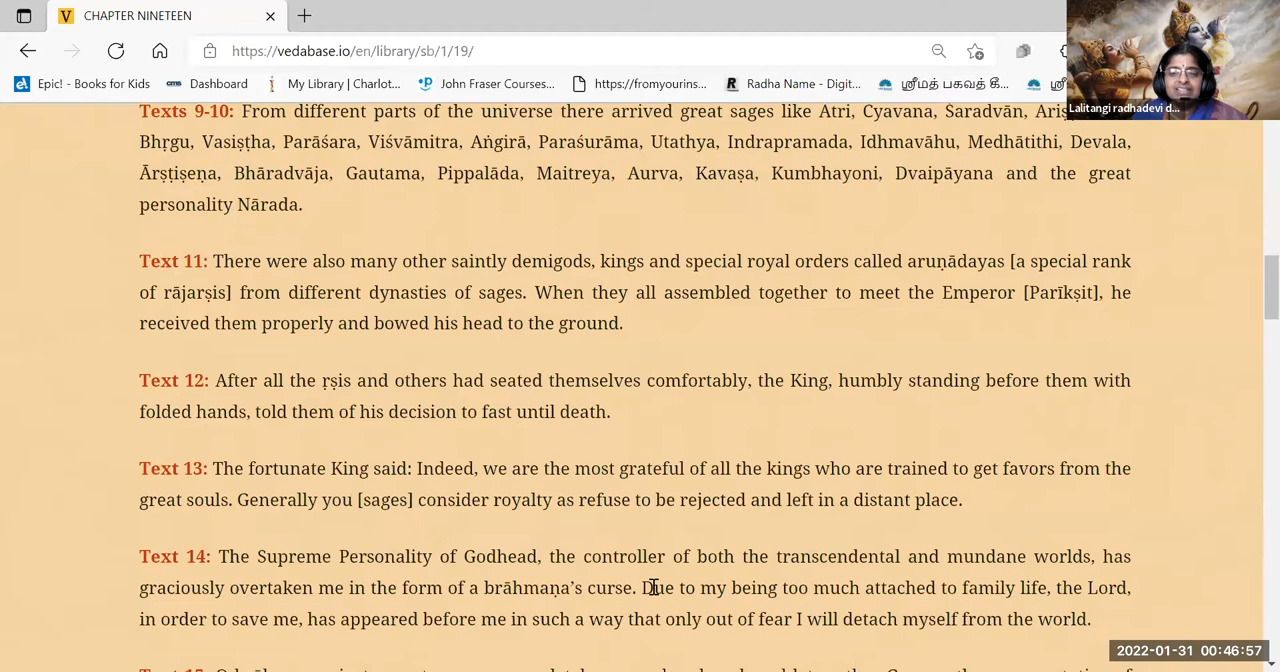 CHAPTER NINETEEN
https://vedabase.io/en/library/sb/1/19/
Epic! - Books for Kids Dashboard My Library | Charlot... John Fraser Courses... https://fromyourins... Radha Name - Digit... ஸ்ரீமத் பகவத் கீ...
Lalitangi radhadevi d...
Texts 9-10: From different parts of the universe there arrived great sages like Atri, Cyavana, Śaradvān,
Bhṛgu, Vasiṣṭha, Parāśara, Viśvāmitra, Aṅgirā, Paraśurāma, Utathya, Indrapramada, Idhmavāhu, Medhātithi, Devala,
Ārṣṭiṣeṇa, Bhāradvāja, Gautama, Pippalāda, Maitreya, Aurva, Kavaṣa, Kumbhayoni, Dvaipāyana and the great
personality Nārada.
Text 11: There were also many other saintly demigods, kings and special royal orders called aruṇādayas [a special rank
of rājarṣis] from different dynasties of sages. When they all assembled together to meet the Emperor [Parīkṣit], he
received them properly and bowed his head to the ground.
Text 12: After all the ṛṣis and others had seated themselves comfortably, the King, humbly standing before them with
folded hands, told them of his decision to fast until death.
Text 13: The fortunate King said: Indeed, we are the most grateful of all the kings who are trained to get favors from the
great souls. Generally you [sages] consider royalty as refuse to be rejected and left in a distant place.
Text 14: The Supreme Personality of Godhead, the controller of both the transcendental and mundane worlds, has
graciously overtaken me in the form of a brāhmaṇa’s curse. Due to my being too much attached to family life, the Lord,
in order to save me, has appeared before me in such a way that only out of fear I will detach myself from the world.
2022-01-31 00:46:57